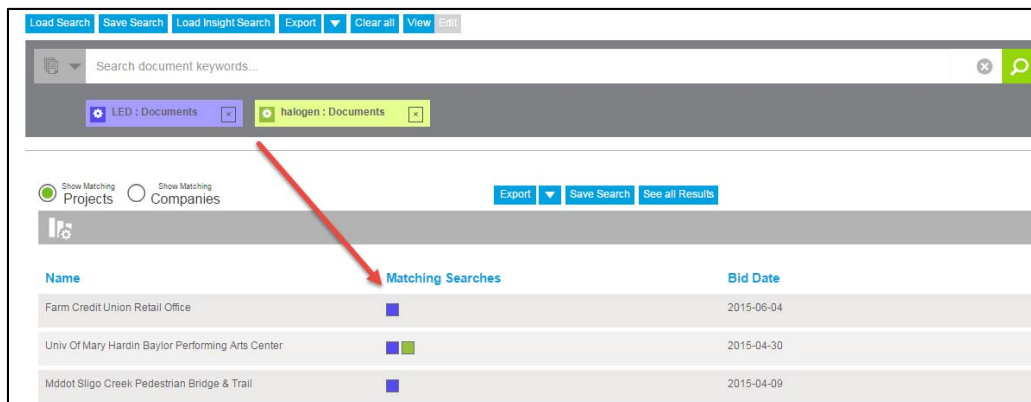 Load Search Save Search Load Insight Search Export Clear all View Edit
Search document keywords...
LED : Documents halogen : Documents
Show Matching Projects Show Matching Companies Export Save Search See all Results
Name Matching Searches Bid Date
Farm Credit Union Retail Office 2015-06-04
Univ Of Mary Hardin Baylor Performing Arts Center 2015-04-30
Mddot Sligo Creek Pedestrian Bridge & Trail 2015-04-09